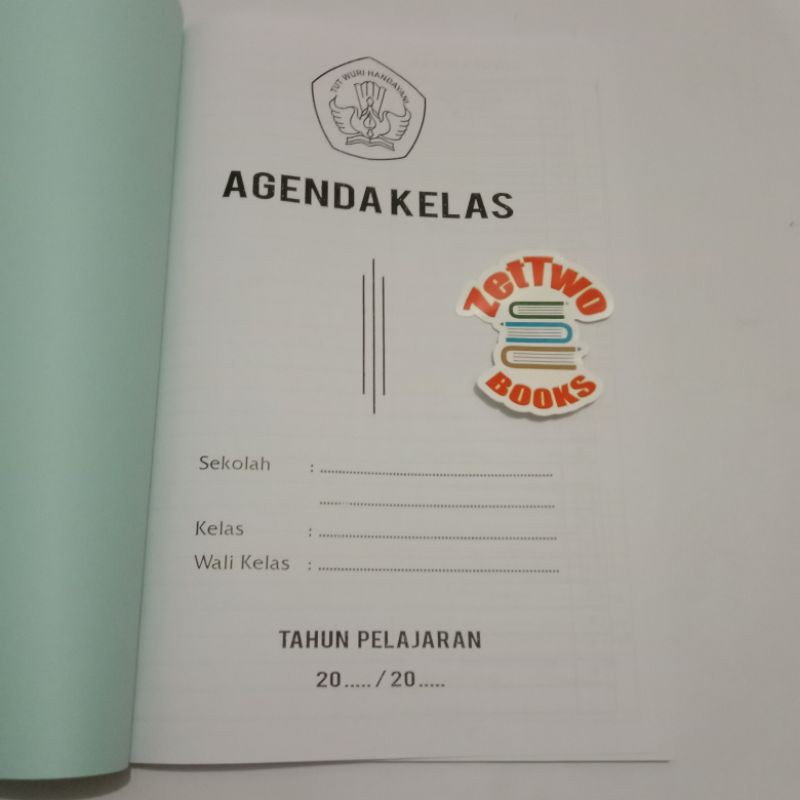 TUT WURI HANDAYANI
AGENDA KELAS
ZetTwo
BOOKS
Sekolah : ................................................
................................................
Kelas : ................................................
Wali Kelas : ................................................
TAHUN PELAJARAN
20..... / 20.....